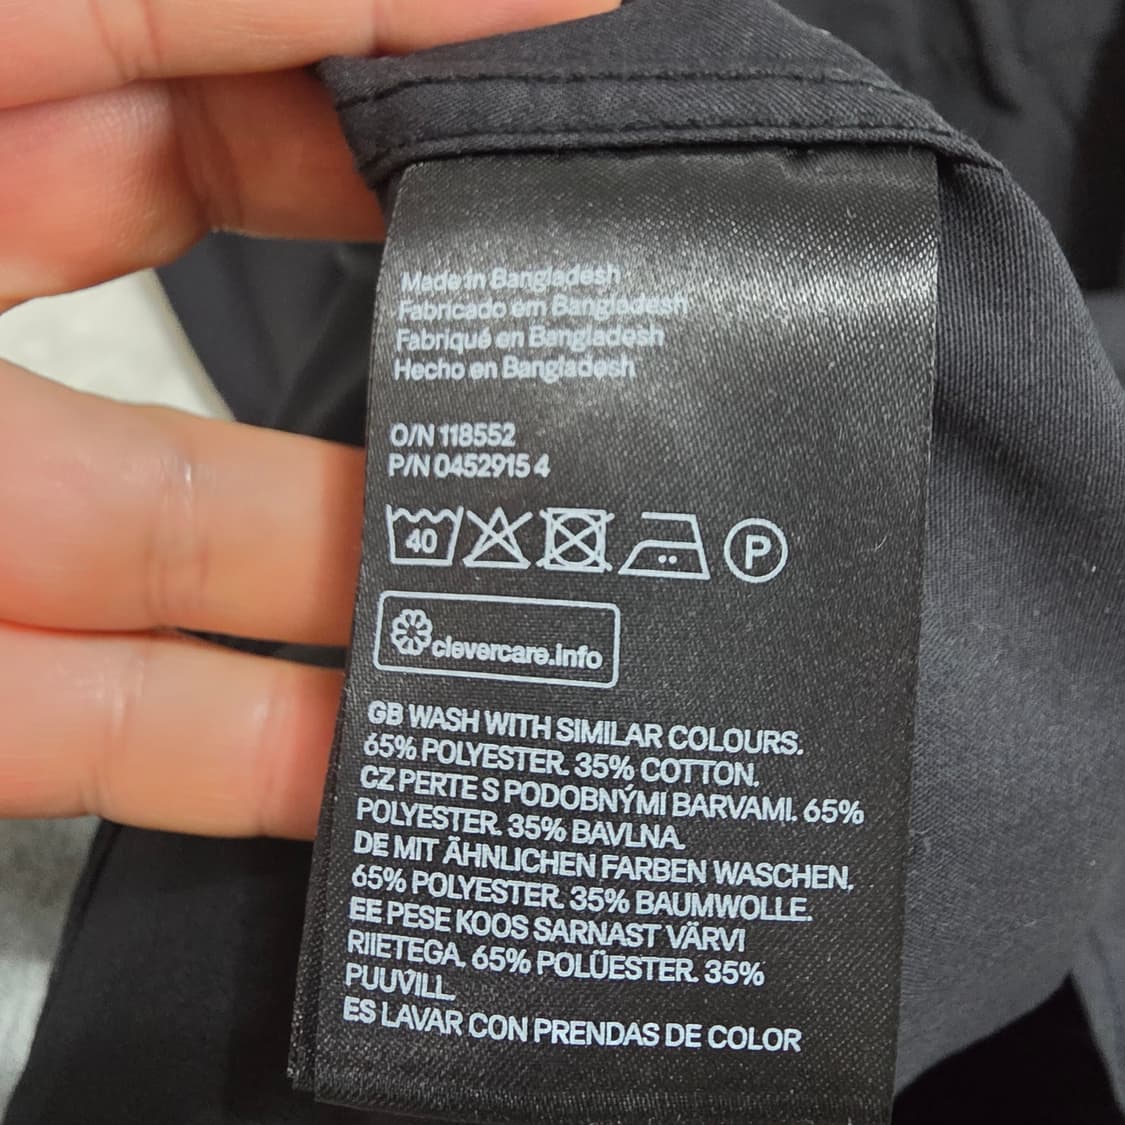 Made in Bangladesh
Fabricado em Bangladesh
Fabriqué en Bangladesh
Hecho en Bangladesh
O/N 118552
P/N 0452915 4
40 P
clevercare.info
GB WASH WITH SIMILAR COLOURS.
65% POLYESTER. 35% COTTON.
CZ PERTE S PODOBNÝMI BARVAMI. 65%
POLYESTER. 35% BAVLNA.
DE MIT ÄHNLICHEN FARBEN WASCHEN.
65% POLYESTER. 35% BAUMWOLLE.
EE PESE KOOS SARNAST VÄRVI
RIIETEGA. 65% POLÜESTER. 35%
PUUVILL.
ES LAVAR CON PRENDAS DE COLOR